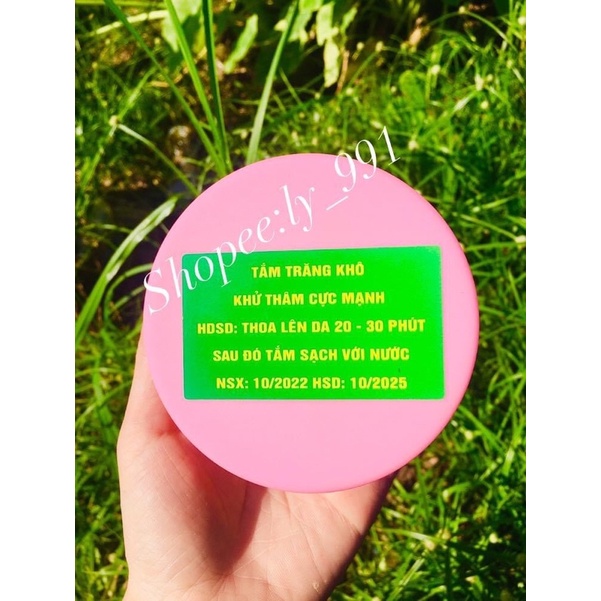 Shopee:ly_991
TẮM TRẮNG KHÔ
KHỬ THÂM CỰC MẠNH
HDSD: THOA LÊN DA 20 - 30 PHÚT
SAU ĐÓ TẮM SẠCH VỚI NƯỚC
NSX: 10/2022 HSD: 10/2025